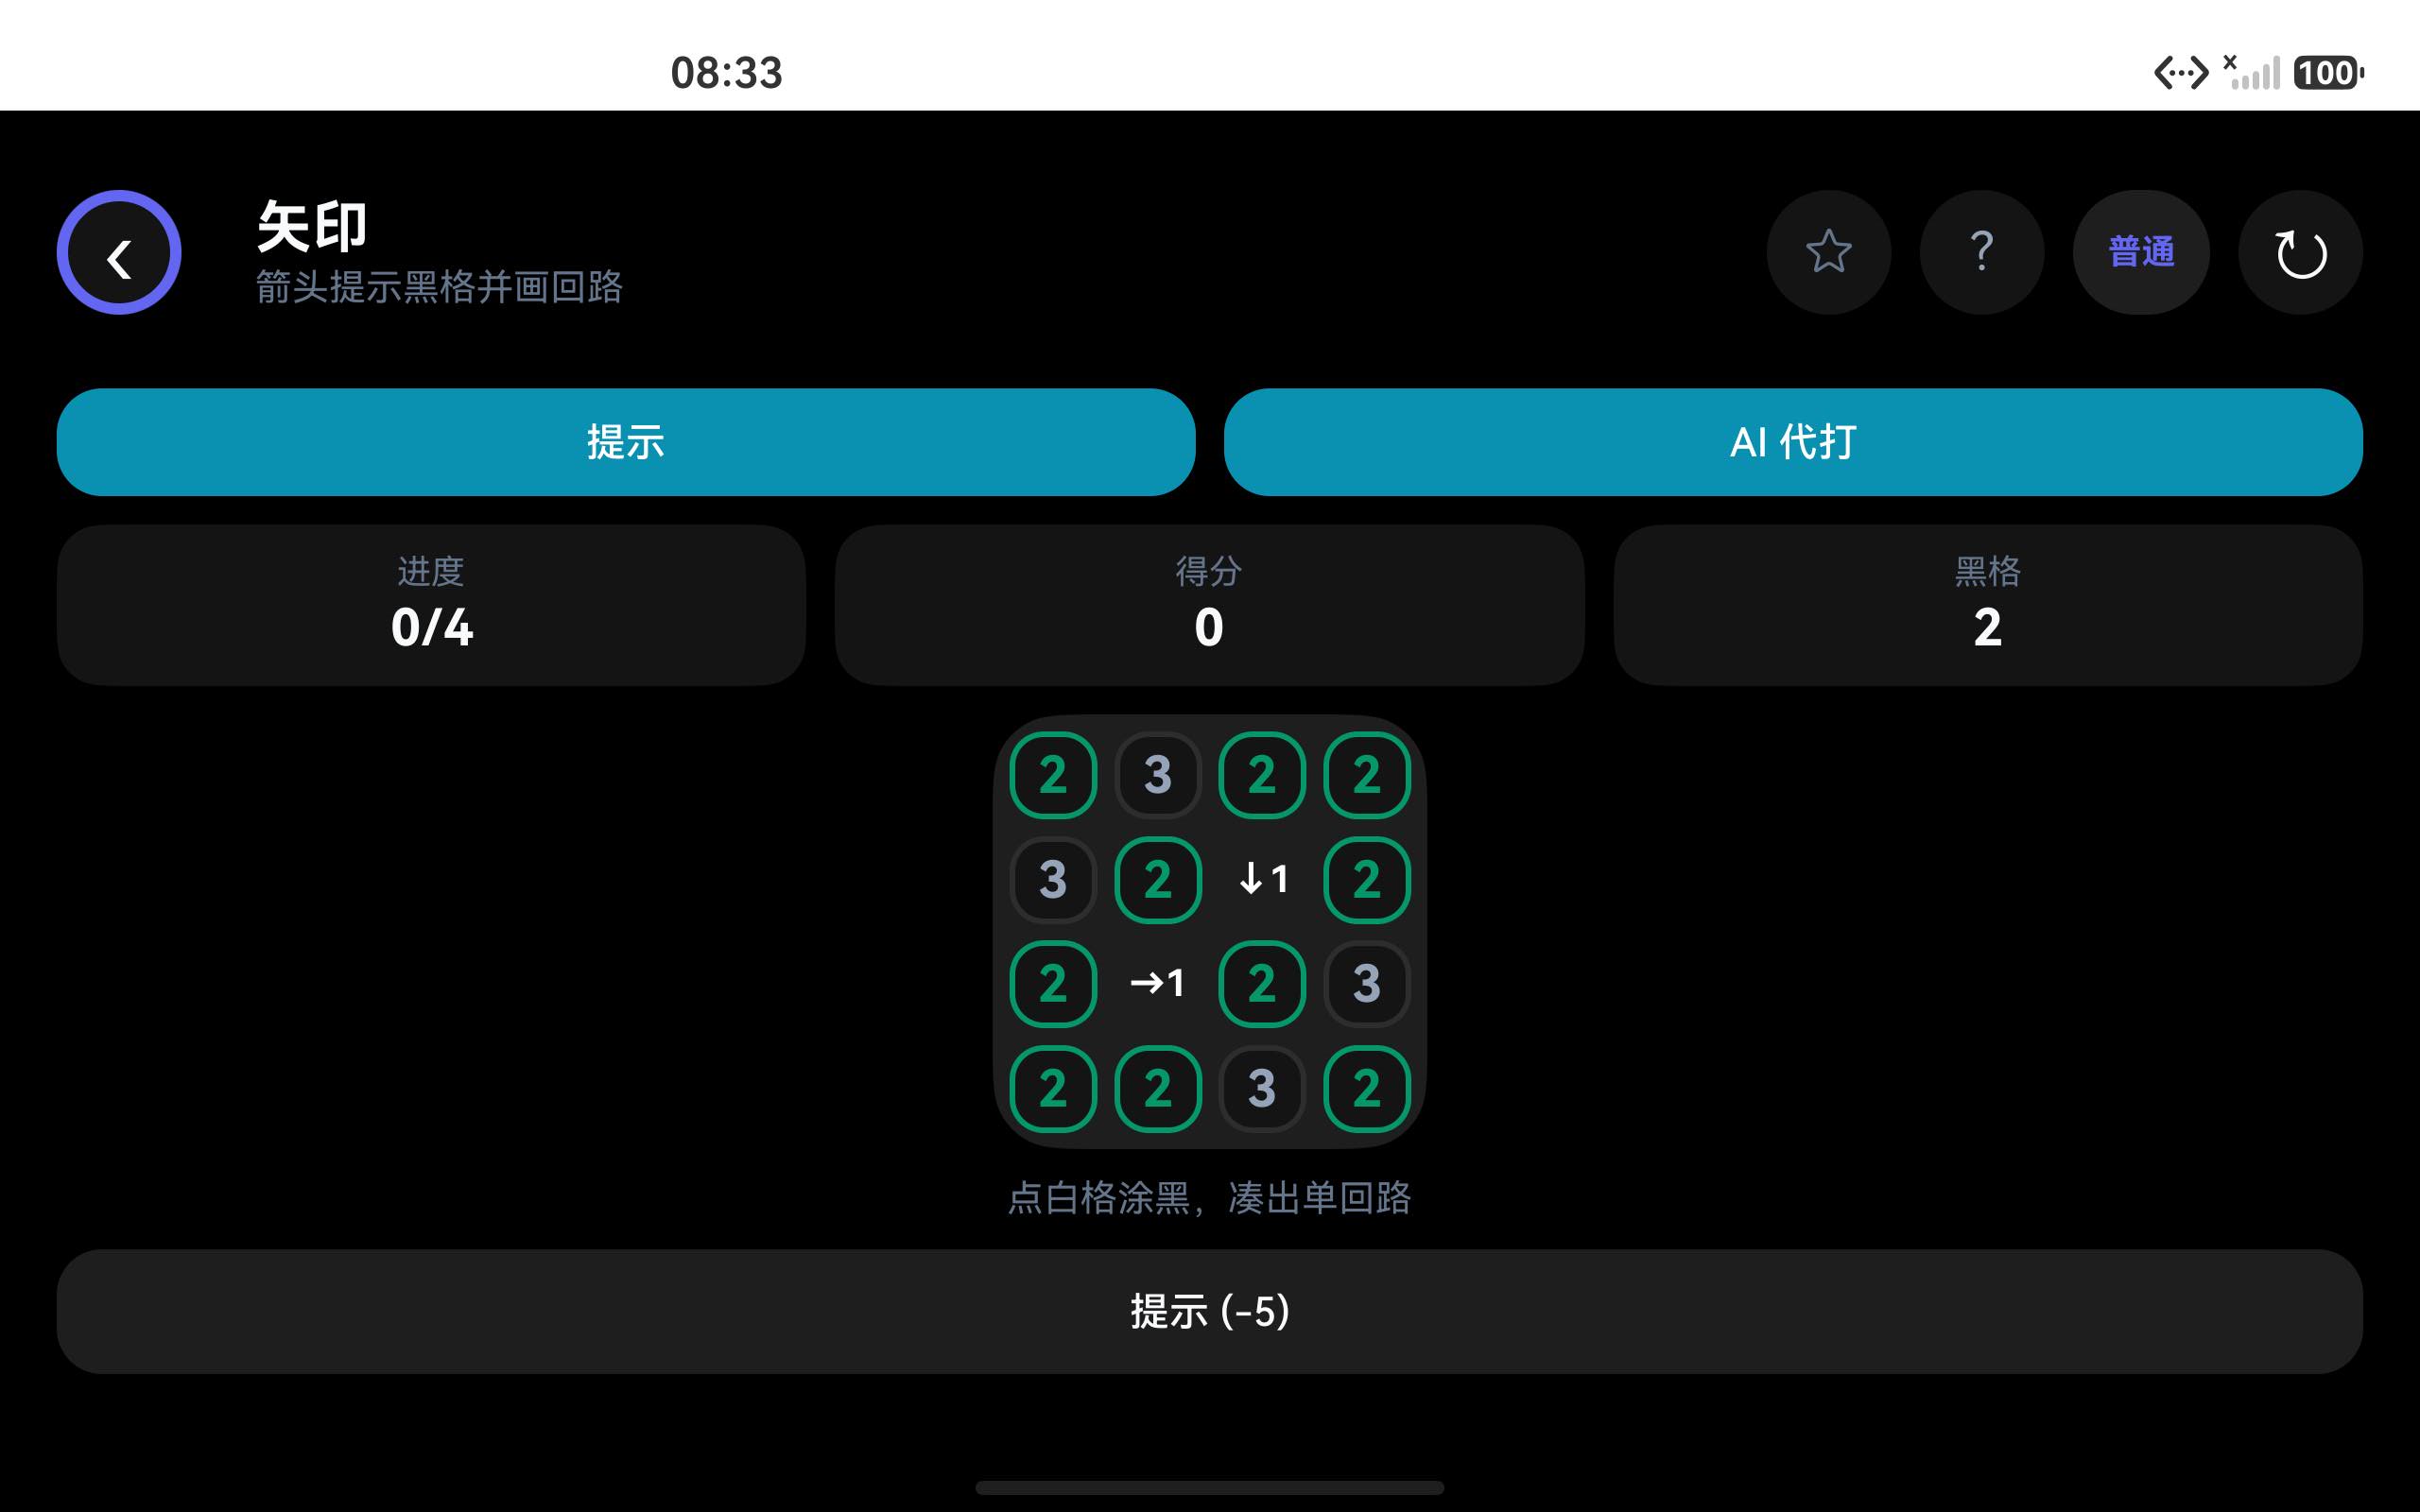 08:33
100
矢印
箭头提示黑格并画回路
?
普通
提示
AI 代打
进度
得分
黑格
0/4
0
2
2 3 2 2
3 2 ↓1 2
2 →1 2 3
2 2 3 2
点白格涂黑，凑出单回路
提示 (-5)